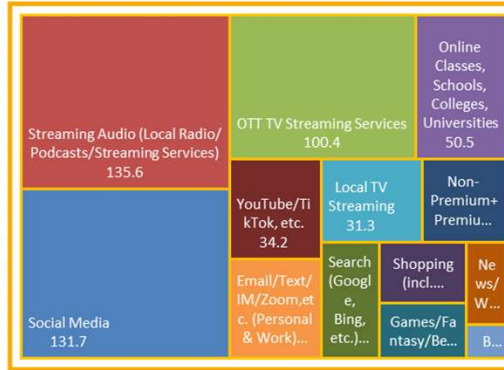 Streaming Audio (Local Radio/
Podcasts/Streaming Services)
135.6
Social Media
131.7
OTT TV Streaming Services
100.4
Online
Classes,
Schools,
Colleges,
Universities
50.5
YouTube/Ti
kTok, etc.
34.2
Local TV
Streaming
31.3
Non-
Premium+
Premiu...
Email/Text/
IM/Zoom,et
c. (Personal
& Work)...
Search
(Googl
e,
Bing,
etc.)...
Shopping
(incl....
Games/Fa
ntasy/Be...
Ne
ws/
W...
B...